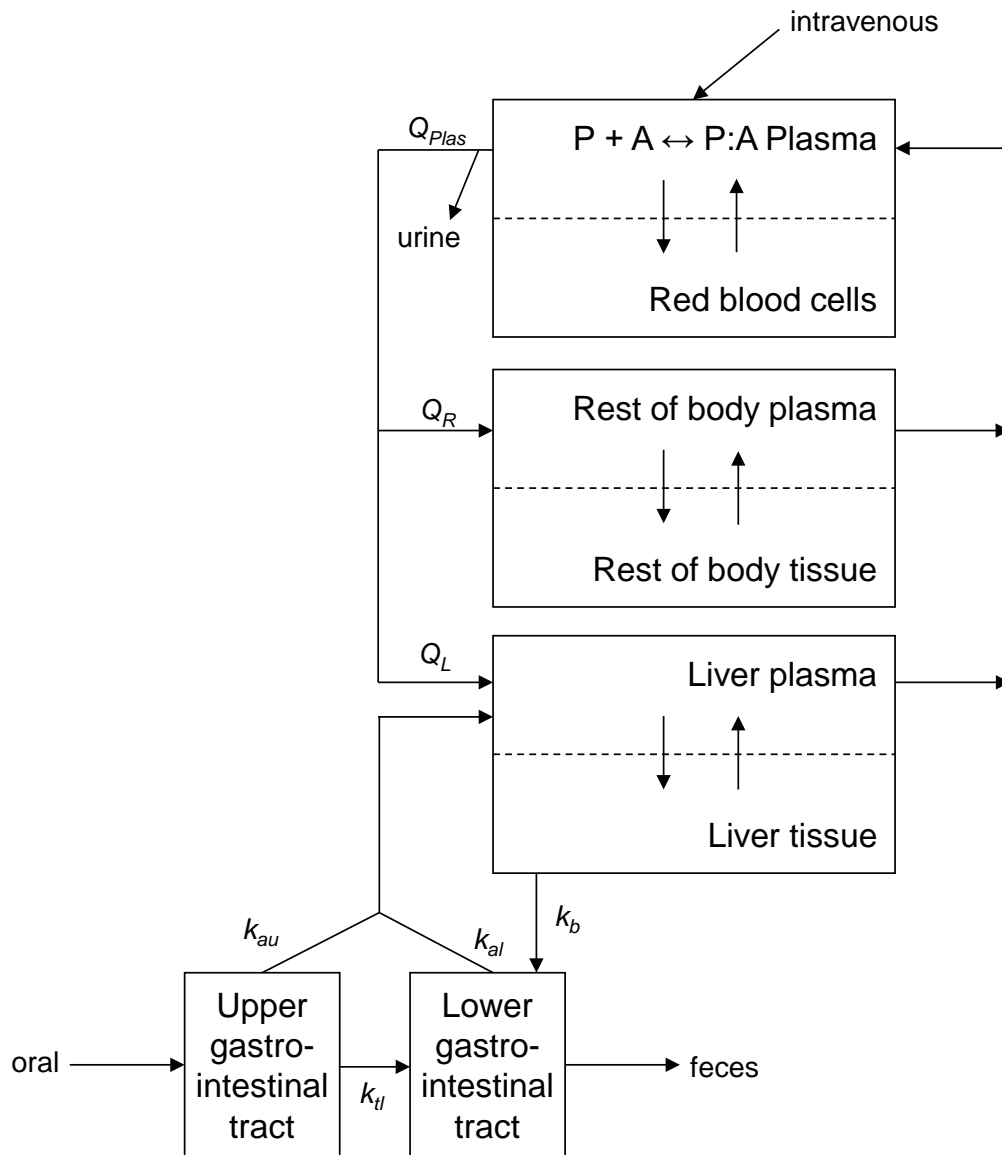 intravenous
Q_Plas
P + A ↔ P:A Plasma
urine
Red blood cells
Q_R
Rest of body plasma
Rest of body tissue
Q_L
Liver plasma
Liver tissue
k_au
k_al
k_b
oral
Upper
gastro-
intestinal
tract
k_tl
Lower
gastro-
intestinal
tract
feces